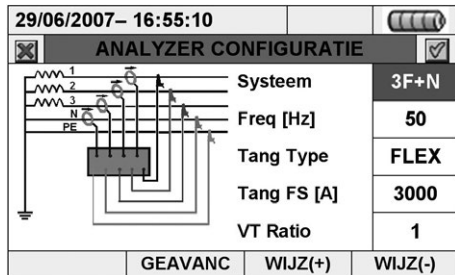 29/06/2007– 16:55:10
ANALYZER CONFIGURATIE
1
2
3
N
PE
Systeem 3F+N
Freq [Hz] 50
Tang Type FLEX
Tang FS [A] 3000
VT Ratio 1
GEAVANC WIJZ(+) WIJZ(-)